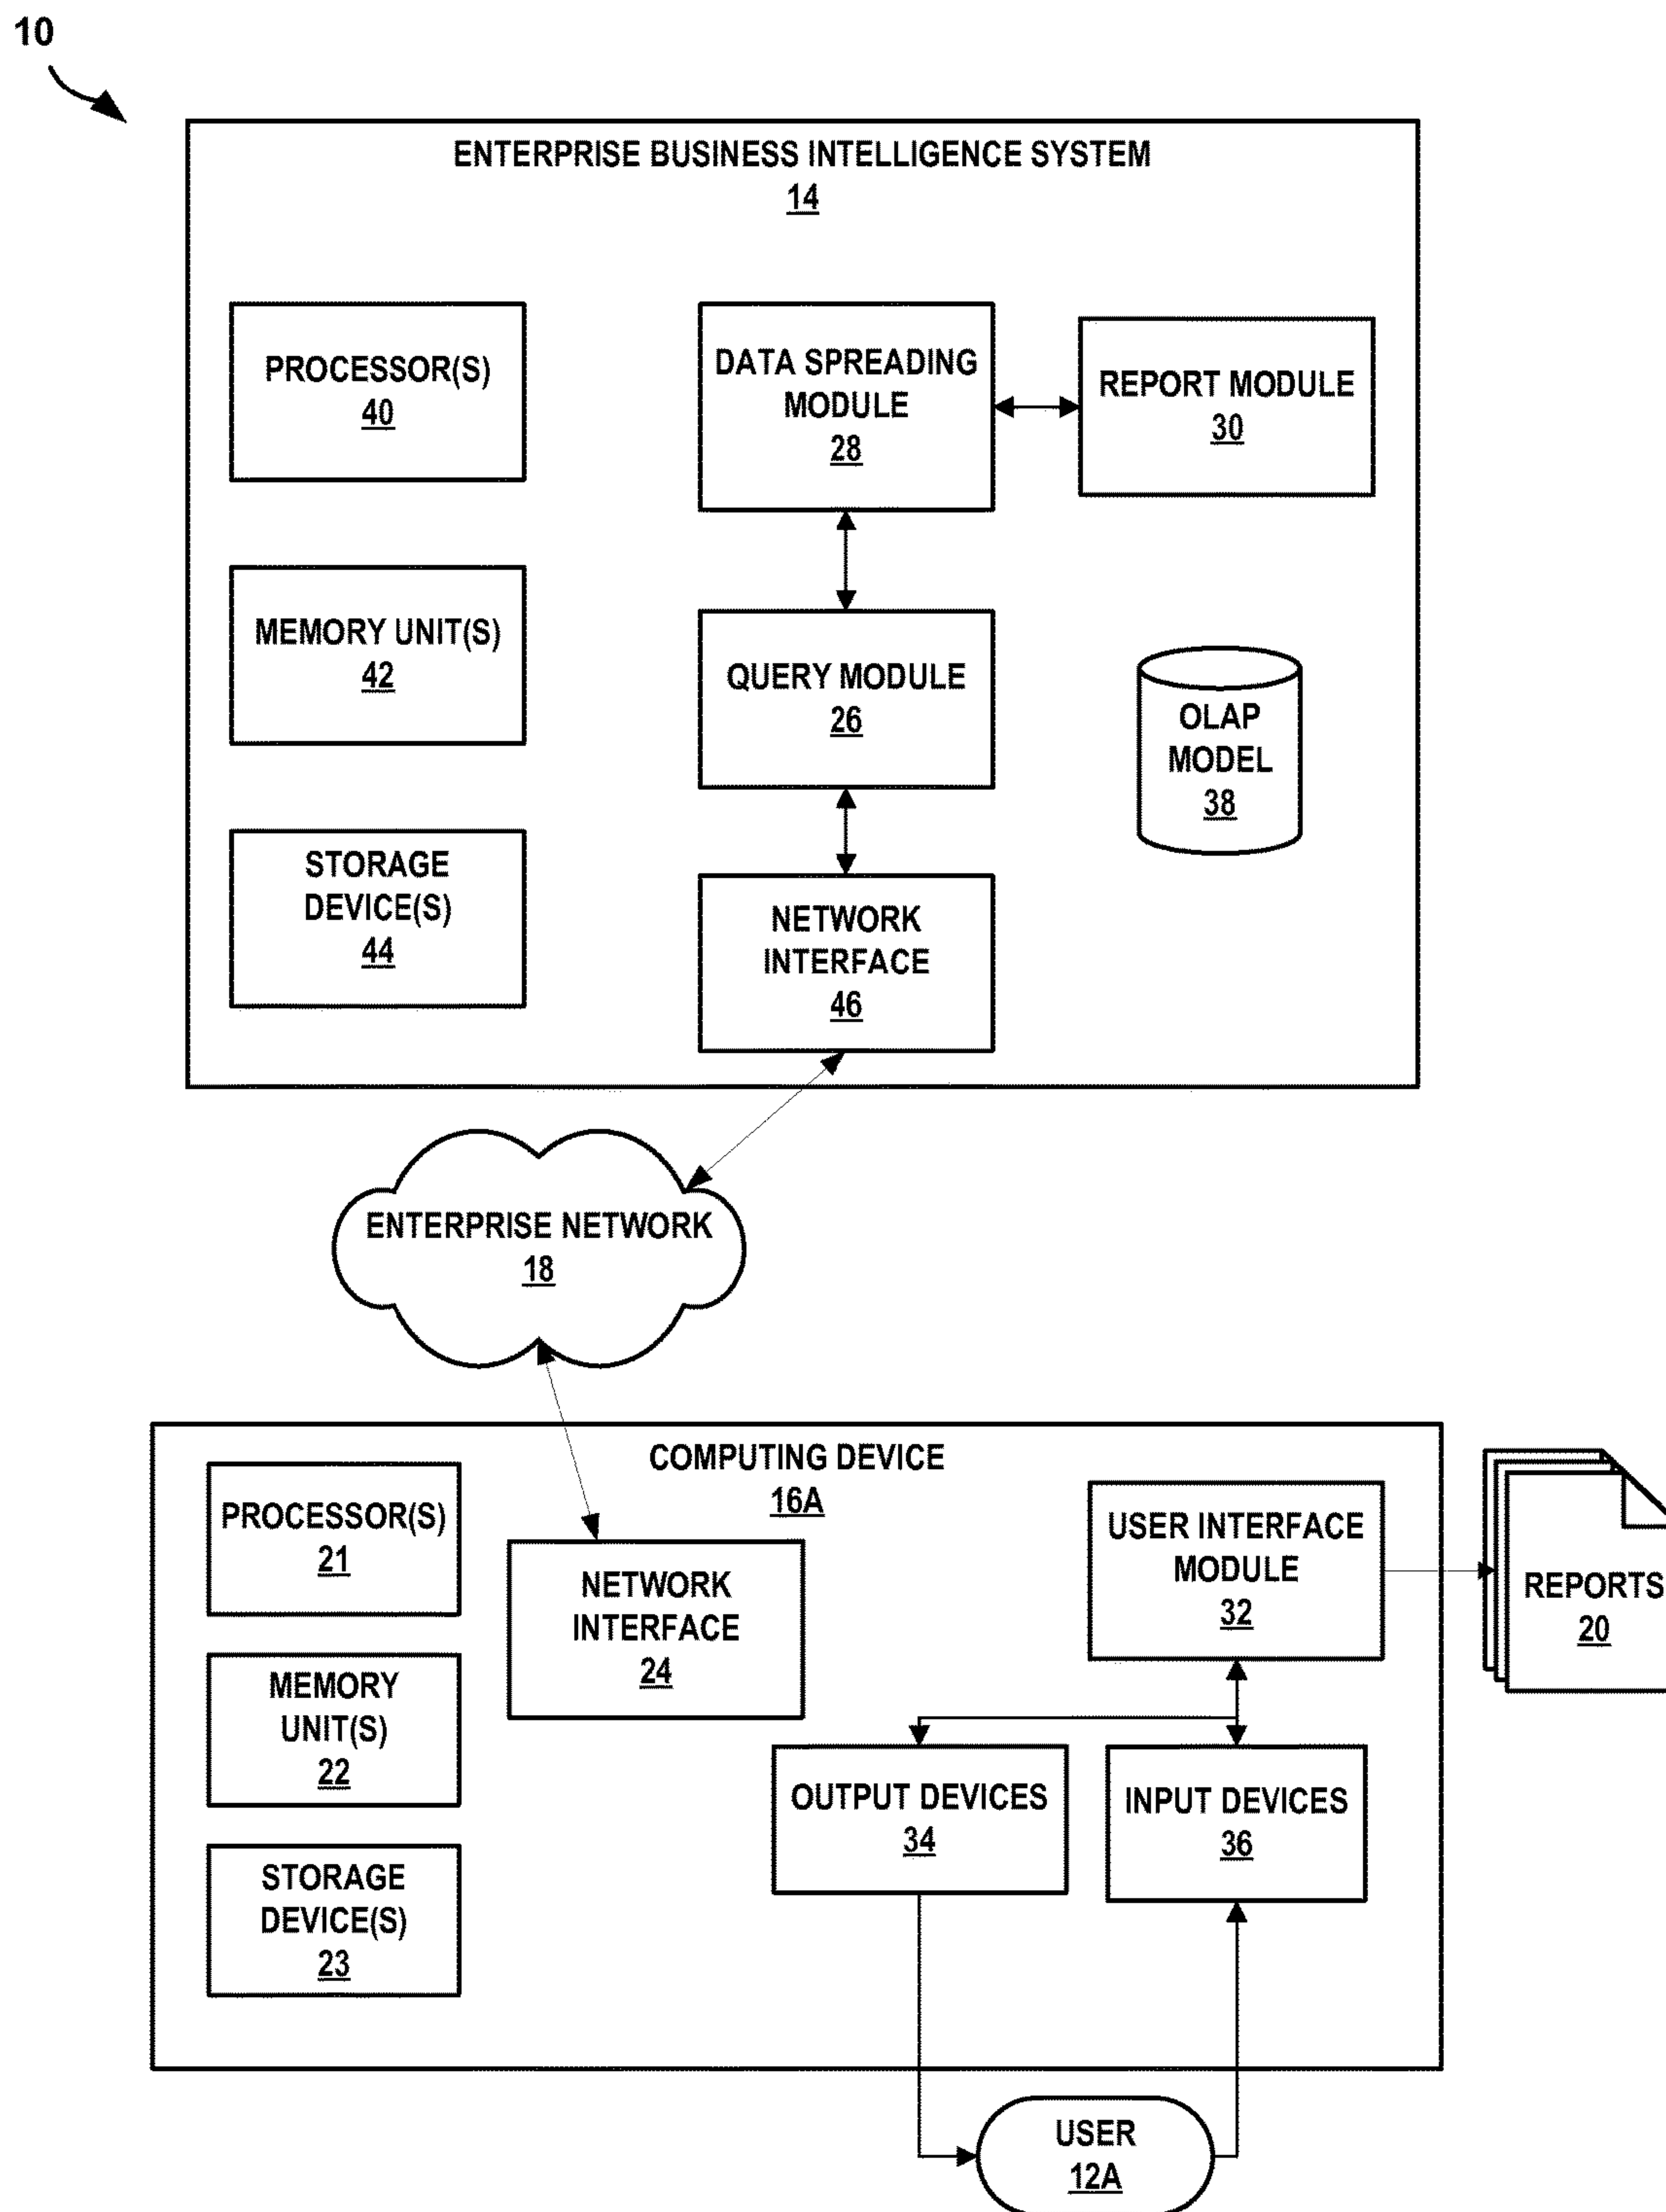 10
ENTERPRISE BUSINESS INTELLIGENCE SYSTEM
14
PROCESSOR(S)
40
DATA SPREADING
MODULE
28
REPORT MODULE
30
MEMORY UNIT(S)
42
QUERY MODULE
26
OLAP
MODEL
38
STORAGE
DEVICE(S)
44
NETWORK
INTERFACE
46
ENTERPRISE NETWORK
18
COMPUTING DEVICE
16A
PROCESSOR(S)
21
NETWORK
INTERFACE
24
USER INTERFACE
MODULE
32
REPORTS
20
MEMORY
UNIT(S)
22
OUTPUT DEVICES
34
INPUT DEVICES
36
STORAGE
DEVICE(S)
23
USER
12A